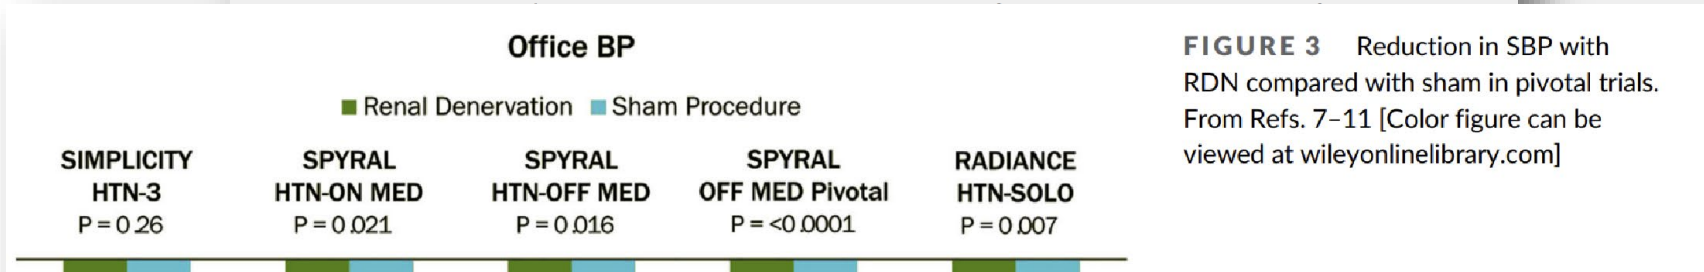 Office BP
Renal Denervation Sham Procedure
SIMPLICITY SPYRAL SPYRAL SPYRAL RADIANCE
HTN-3 HTN-ON MED HTN-OFF MED OFF MED Pivotal HTN-SOLO
P = 0.26 P = 0.021 P = 0.016 P = <0.0001 P = 0.007
FIGURE 3 Reduction in SBP with
RDN compared with sham in pivotal trials.
From Refs. 7–11 [Color figure can be
viewed at wileyonlinelibrary.com]